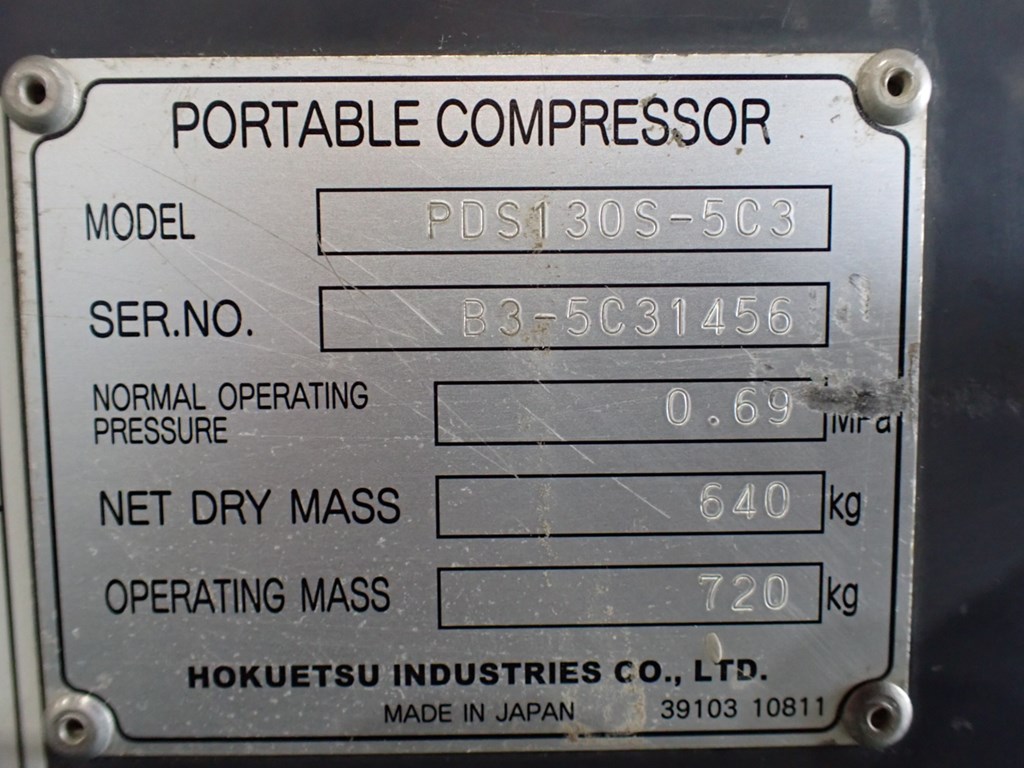 PORTABLE COMPRESSOR
MODEL PDS130S-5C3
SER.NO. B3-5C31456
NORMAL OPERATING
PRESSURE 0.69 MPa
NET DRY MASS 640 kg
OPERATING MASS 720 kg
HOKUETSU INDUSTRIES CO., LTD.
MADE IN JAPAN 39103 10811